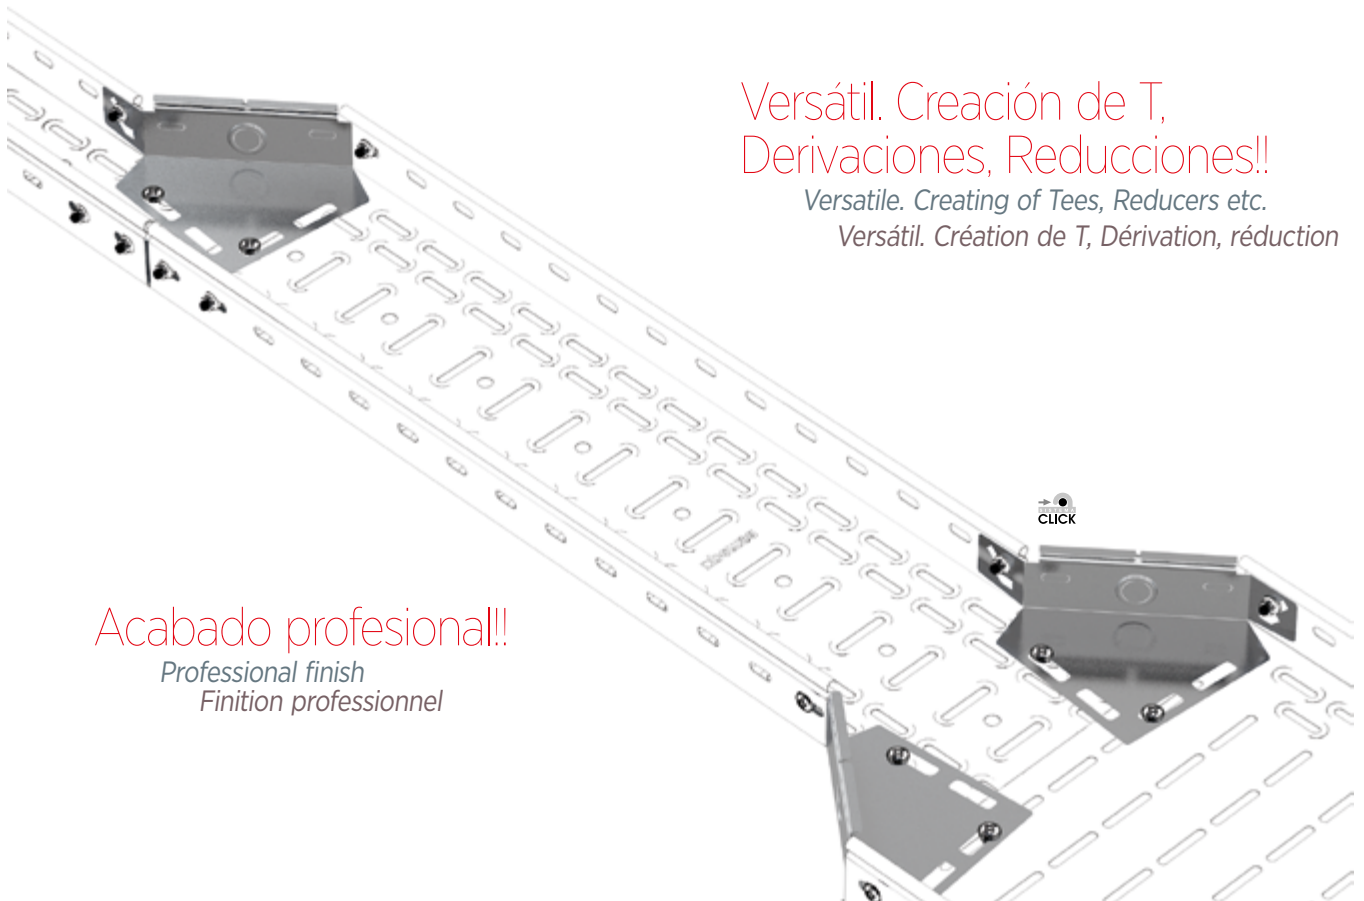 Versátil. Creación de T,
Derivaciones, Reducciones!!
Versatile. Creating of Tees, Reducers etc.
Versátil. Création de T, Dérivation, réduction
CLICK
Acabado profesional!!
Professional finish
Finition professionnel